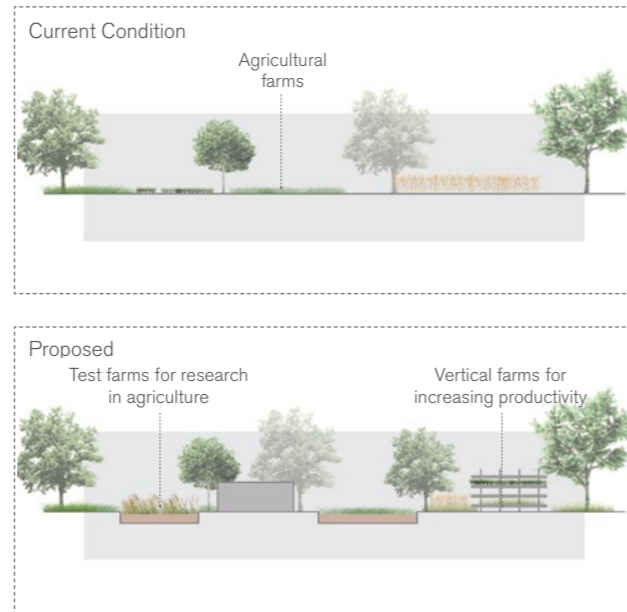 Current Condition
Agricultural
farms
Proposed
Test farms for research
in agriculture
Vertical farms for
increasing productivity